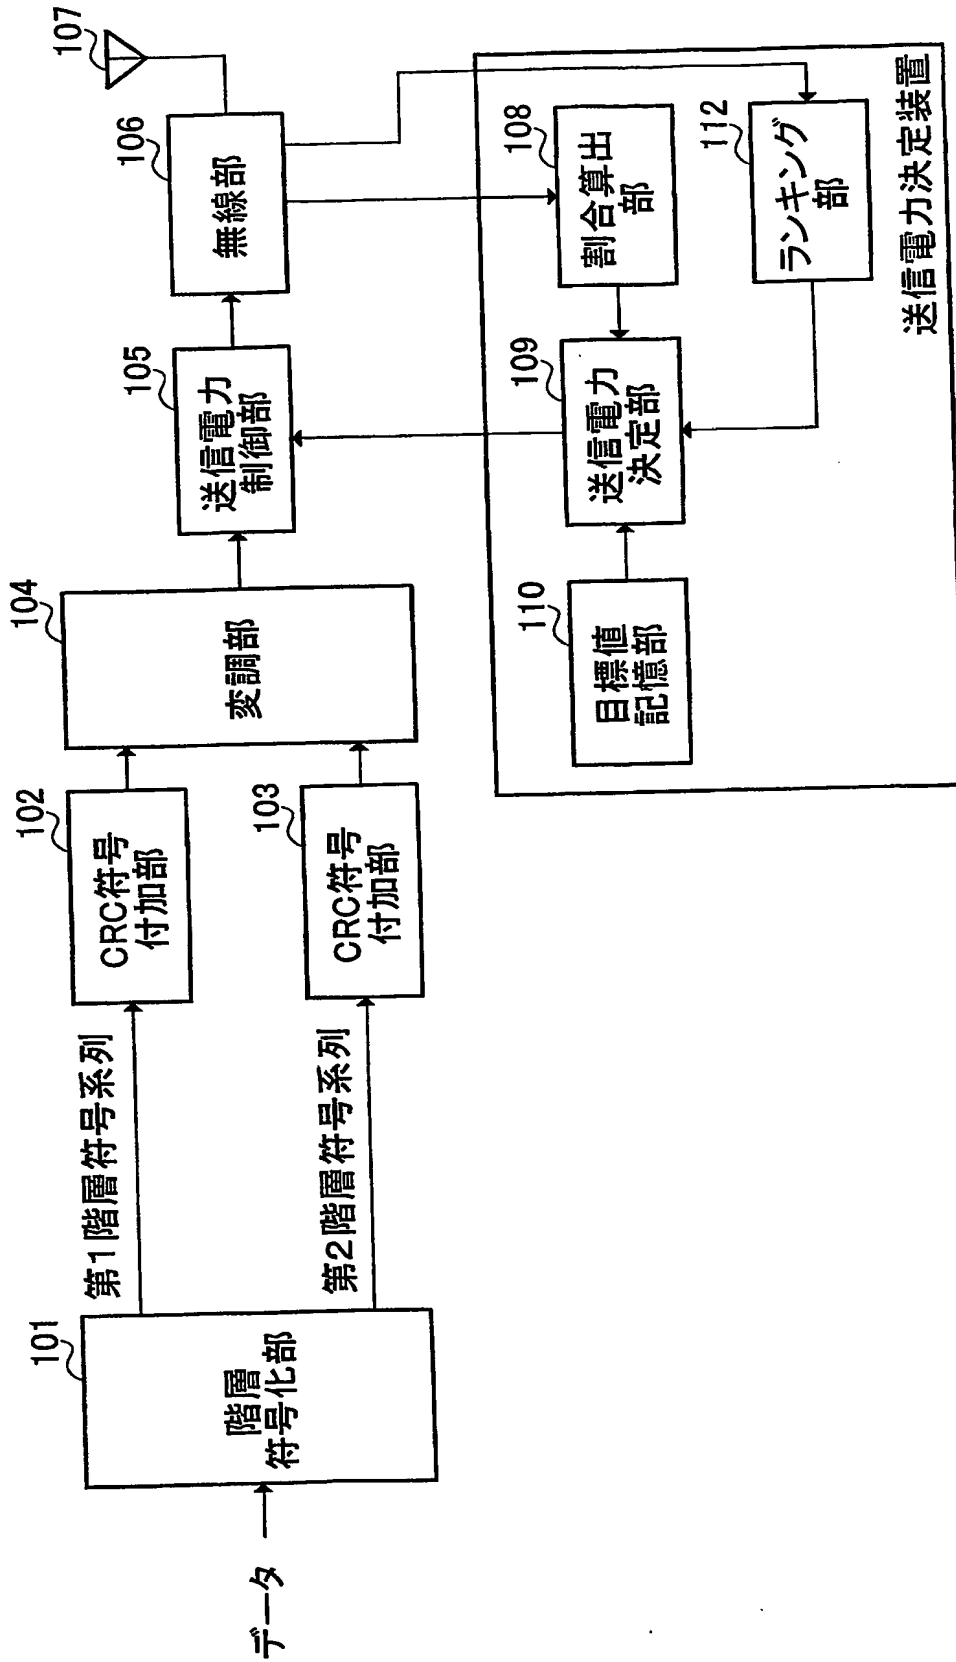 データ
101
階層
符号化部
第1階層符号系列
第2階層符号系列
102
CRC符号
付加部
103
CRC符号
付加部
104
変調部
105
送信電力
制御部
106
無線部
107
108
割合算出
部
109
送信電力
決定部
110
目標値
記憶部
112
ランキング
部
送信電力決定装置